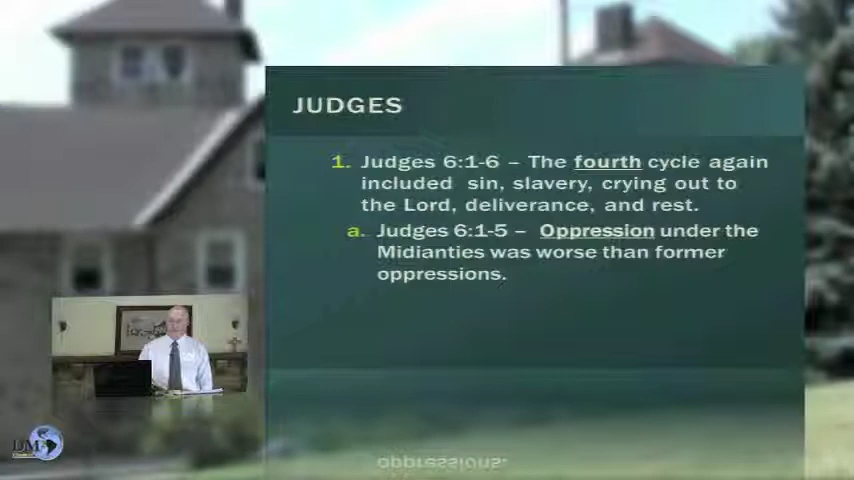 JUDGES
1. Judges 6:1-6 – The fourth cycle again
included sin, slavery, crying out to
the Lord, deliverance, and rest.
a. Judges 6:1-5 – Oppression under the
Midianties was worse than former
oppressions.